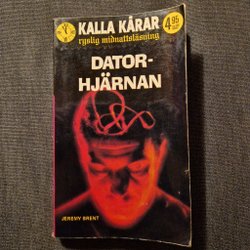 KALLA KÅRAR
ryslig midnattsläsning
4.95
DATOR-
HJÄRNAN
JEREMY BRENT